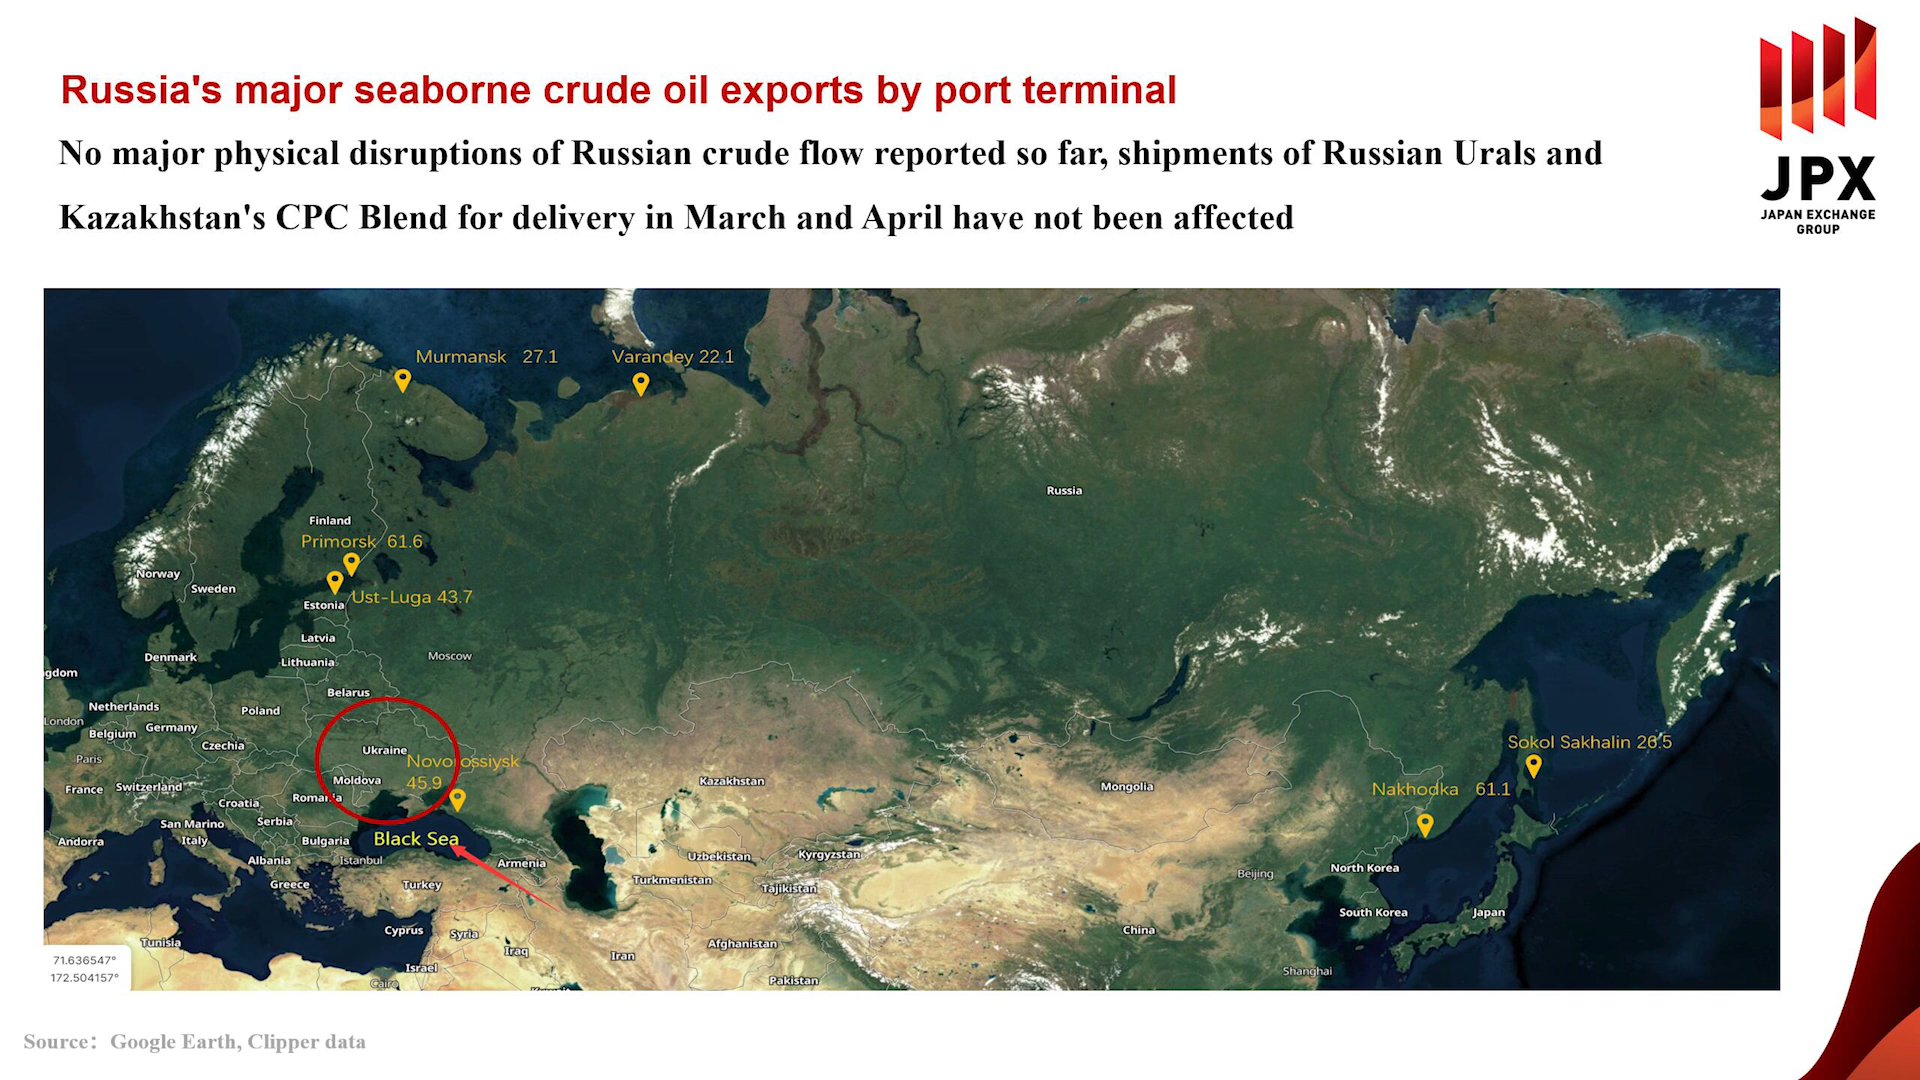 Russia's major seaborne crude oil exports by port terminal
No major physical disruptions of Russian crude flow reported so far, shipments of Russian Urals and
Kazakhstan's CPC Blend for delivery in March and April have not been affected
JPX
JAPAN EXCHANGE
GROUP
Murmansk 27.1
Varandey 22.1
Russia
Finland
Primorsk 61.6
Norway
Sweden
Ust-Luga 43.7
Estonia
Latvia
Moscow
Denmark
Lithuania
gdom
Belarus
Netherlands
Poland
London
Germany
Belgium
Czechia
Ukraine
Sokol Sakhalin 26.5
Paris
Novorossiysk
45.9
Moldova
Kazakhstan
Mongolia
Nakhodka 61.1
France
Switzerland
Romania
Croatia
San Marino
Serbia
Italy
Andorra
Bulgaria
Black Sea
Albania
Istanbul
Armenia
Uzbekistan
Kyrgyzstan
North Korea
Beijing
Greece
Turkey
Turkmenistan
Tajikistan
South Korea
Japan
Cyprus
Syria
China
Tunisia
Iraq
Iran
Afghanistan
Israel
Shanghai
Cairo
Pakistan
71.636547°
172.504157°
Source：Google Earth, Clipper data